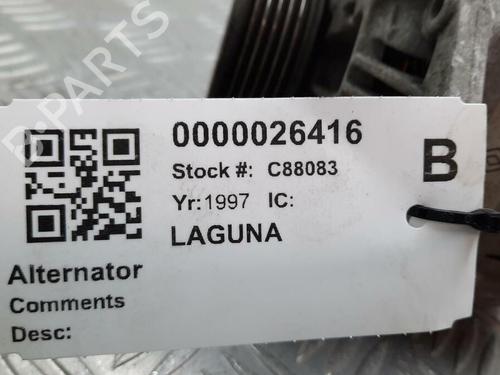 B-PARTS
0000026416
Stock #: C88083
B
Yr:1997 IC:
LAGUNA
Alternator
Comments
Desc: